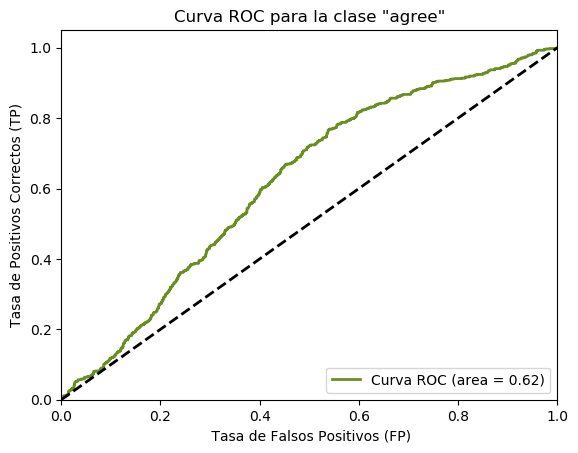 Curva ROC para la clase "agree"
Tasa de Positivos Correctos (TP)
1.0
0.8
0.6
0.4
0.2
0.0
0.0 0.2 0.4 0.6 0.8 1.0
Curva ROC (area = 0.62)
Tasa de Falsos Positivos (FP)